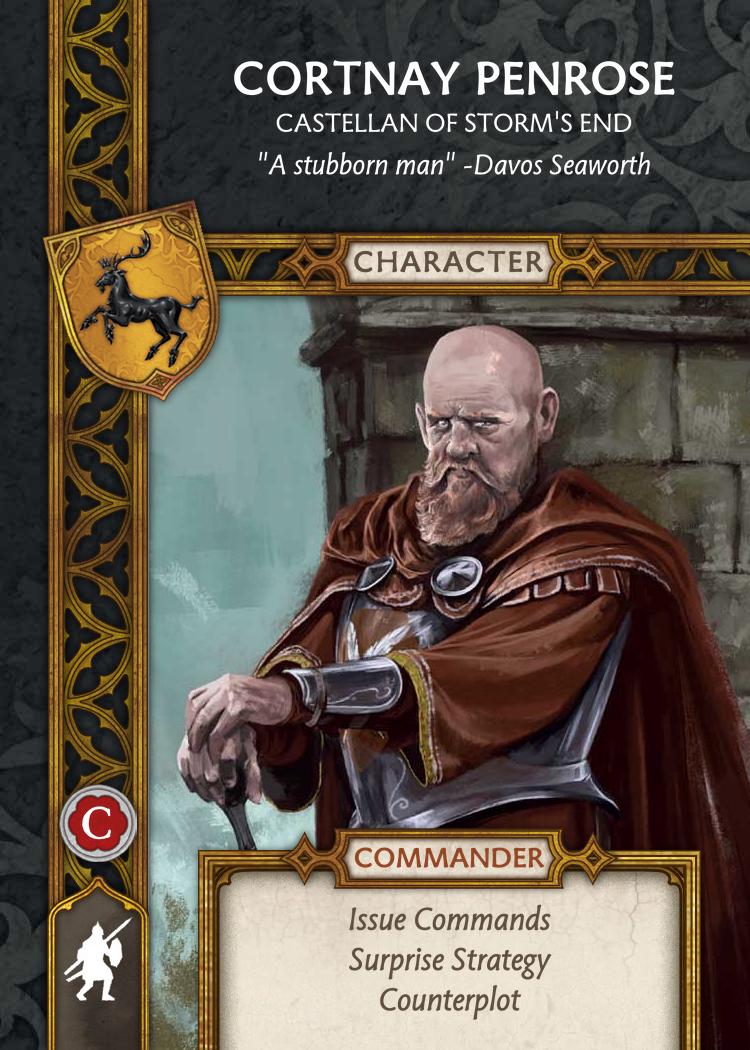 CORTNAY PENROSE
CASTELLAN OF STORM'S END
"A stubborn man" -Davos Seaworth
CHARACTER
C
COMMANDER
Issue Commands
Surprise Strategy
Counterplot